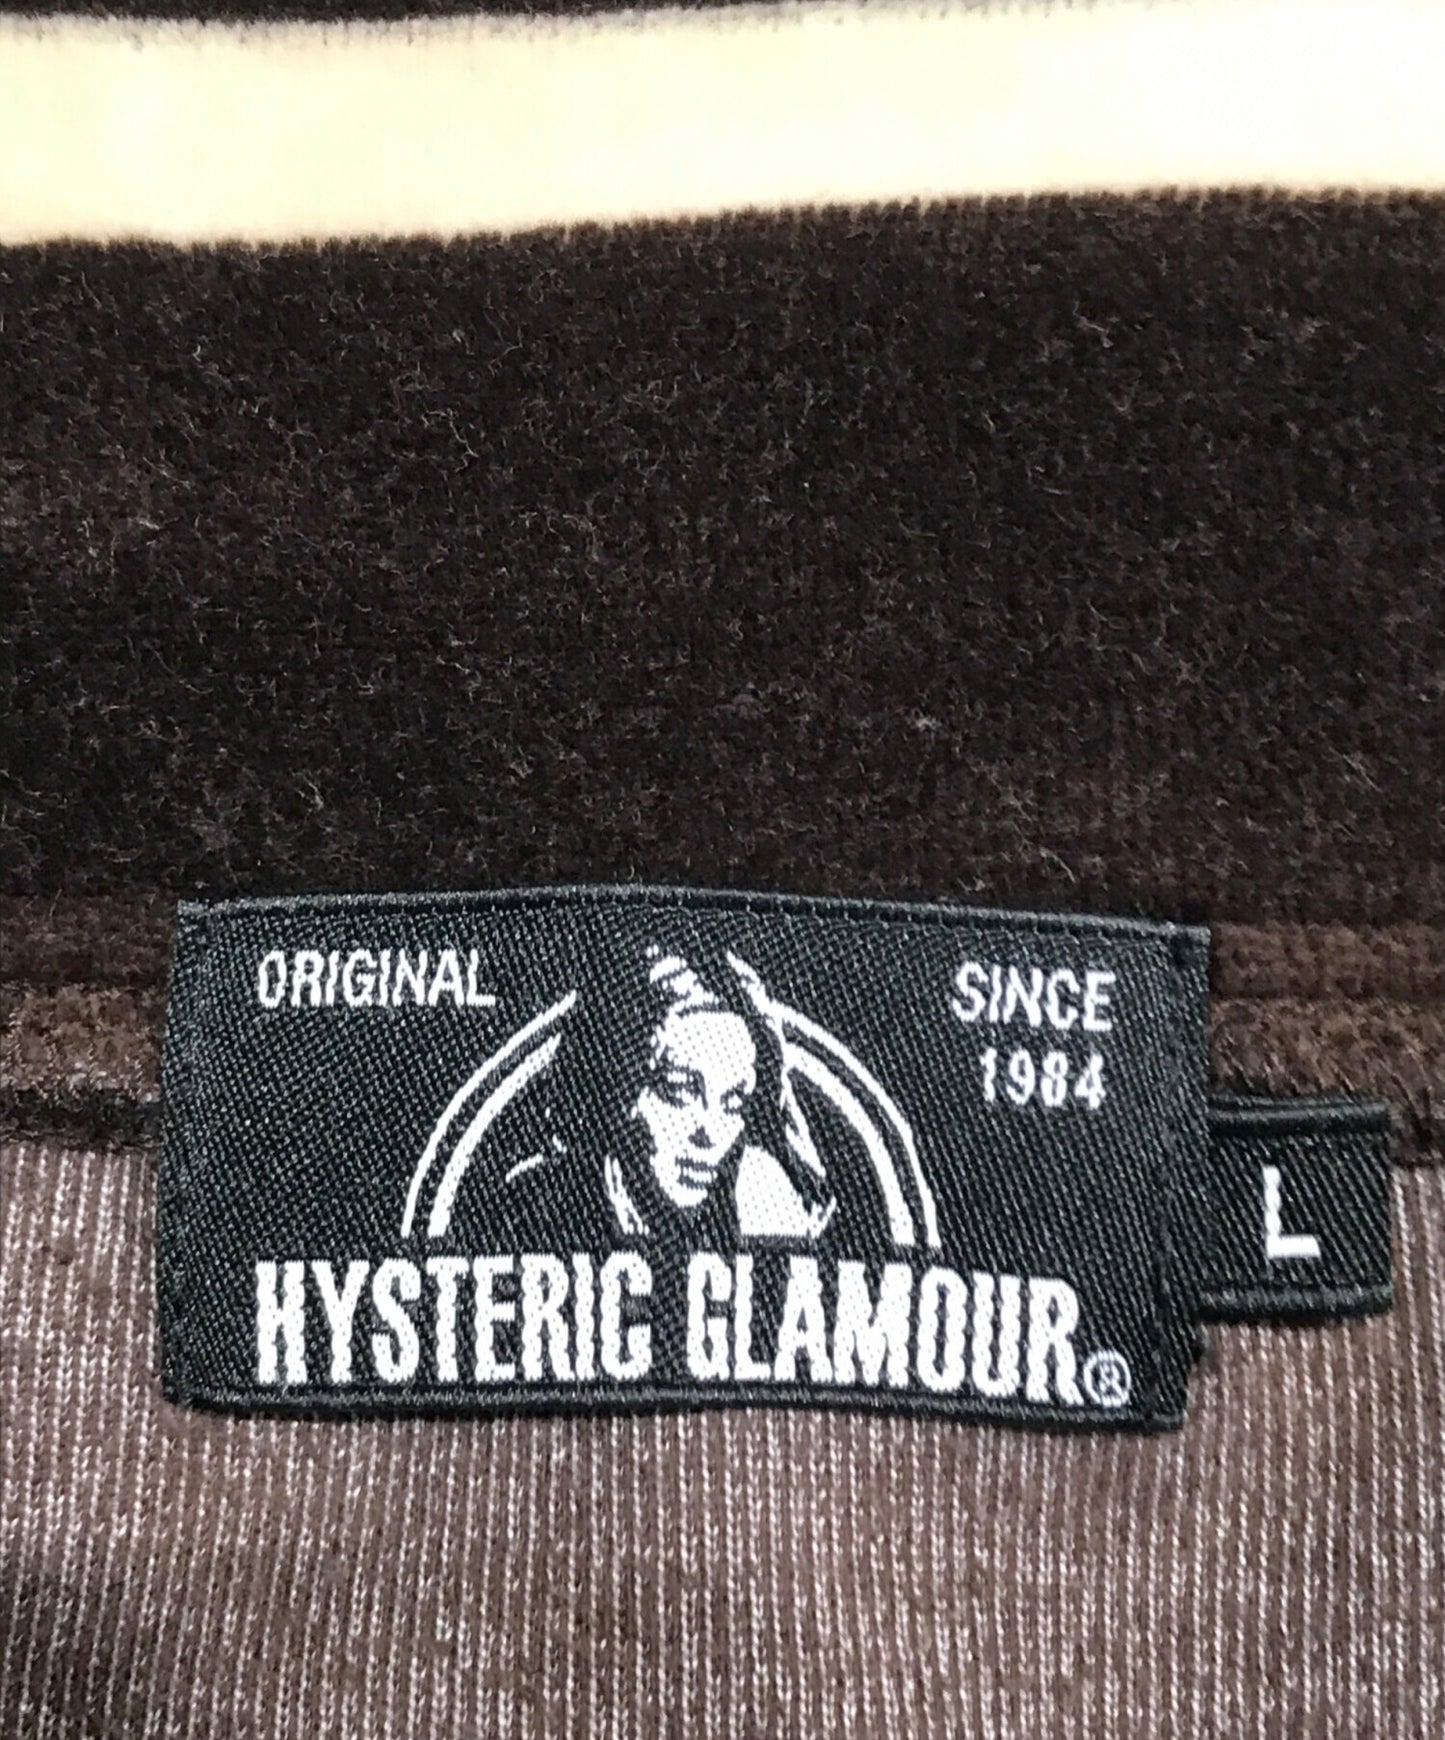 ORIGINAL
SINCE
1984
L
HYSTERIC GLAMOUR®